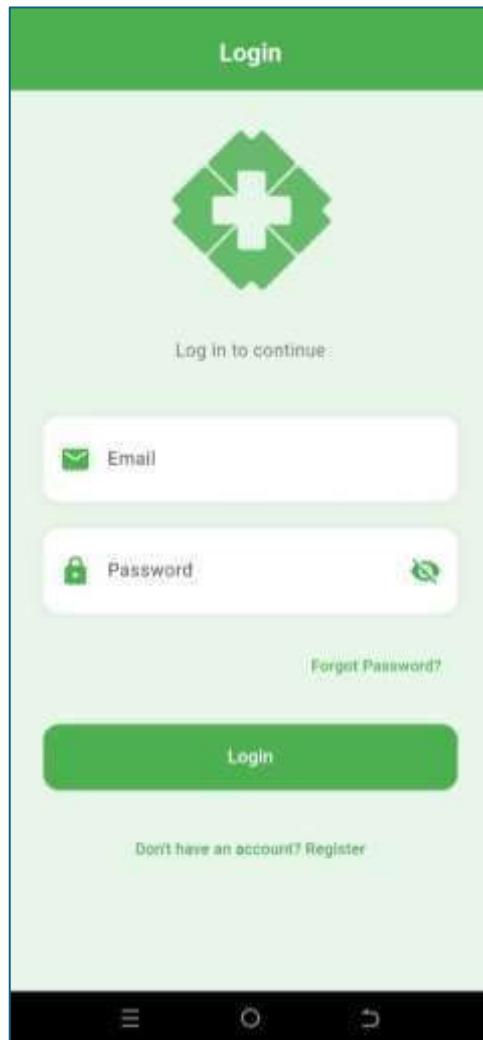 Login
Log in to continue
Email
Password
Forgot Password?
Login
Don't have an account? Register